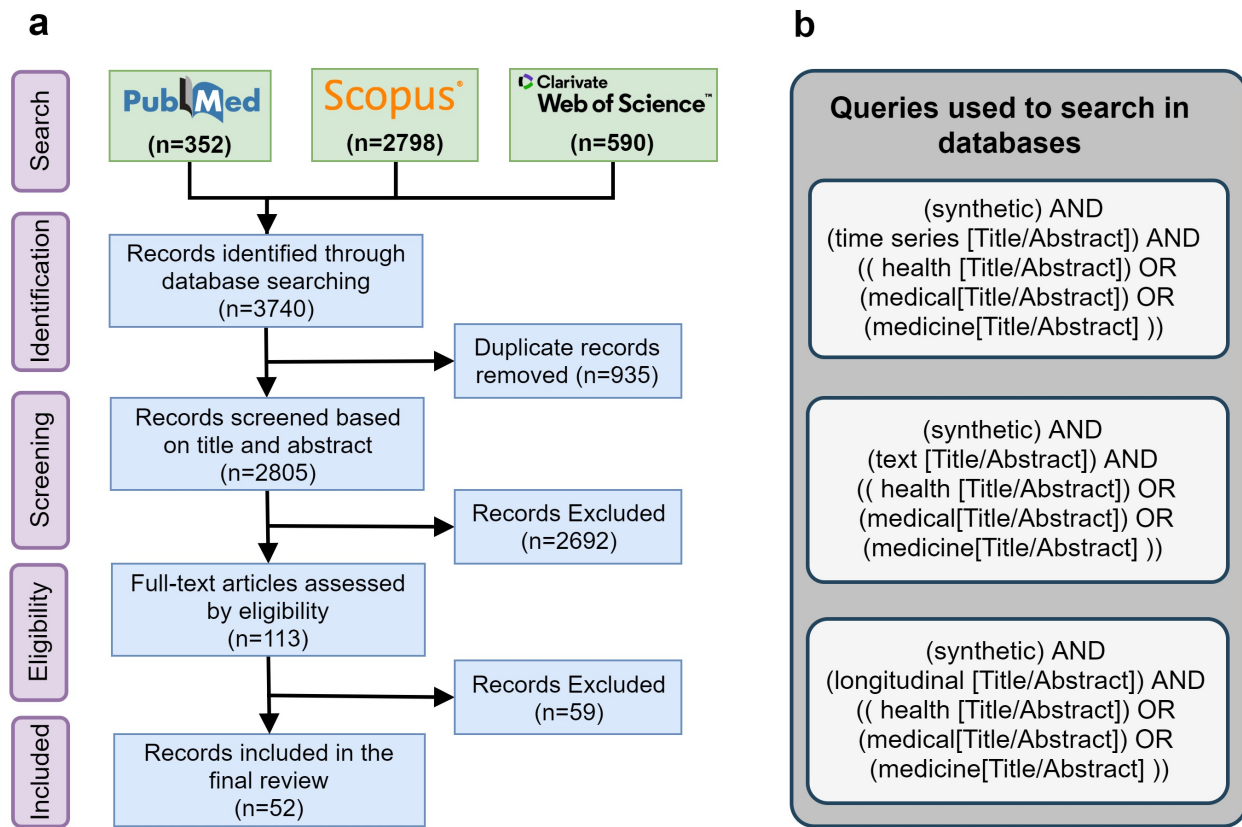 a
Search
PubMed
(n=352)
Scopus®
(n=2798)
Clarivate
Web of Science™
(n=590)
Identification
Records identified through
database searching
(n=3740)
Duplicate records
removed (n=935)
Screening
Records screened based
on title and abstract
(n=2805)
Records Excluded
(n=2692)
Eligibility
Full-text articles assessed
by eligibility
(n=113)
Records Excluded
(n=59)
Included
Records included in the
final review
(n=52)
b
Queries used to search in
databases
(synthetic) AND
(time series [Title/Abstract]) AND
(( health [Title/Abstract]) OR
(medical[Title/Abstract]) OR
(medicine[Title/Abstract] ))
(synthetic) AND
(text [Title/Abstract]) AND
(( health [Title/Abstract]) OR
(medical[Title/Abstract]) OR
(medicine[Title/Abstract] ))
(synthetic) AND
(longitudinal [Title/Abstract]) AND
(( health [Title/Abstract]) OR
(medical[Title/Abstract]) OR
(medicine[Title/Abstract] ))